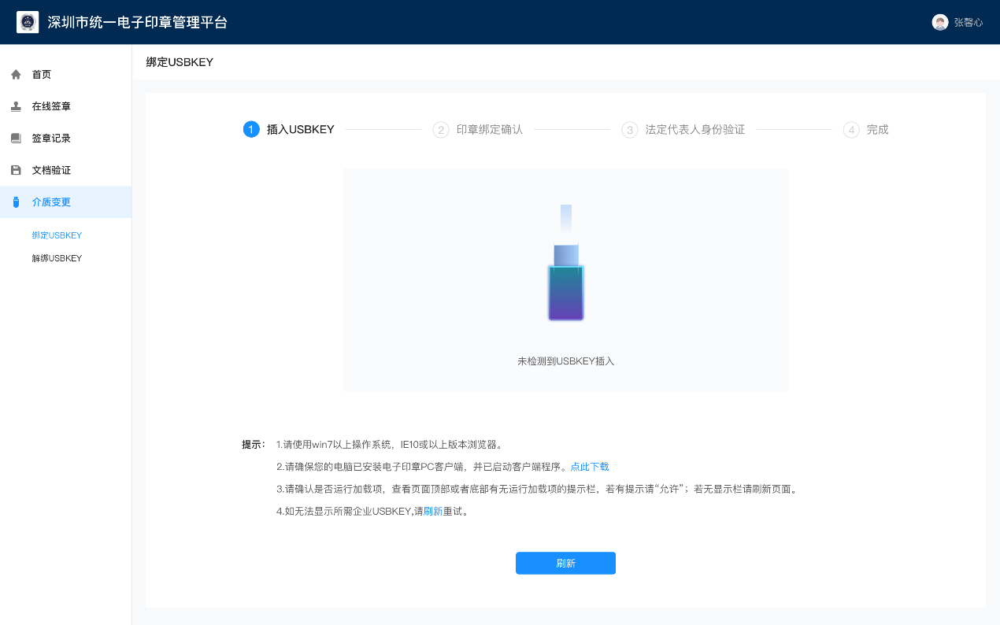 深圳市统一电子印章管理平台
张馨心
首页
在线签章
签章记录
文档验证
介质变更
绑定USBKEY
解绑USBKEY
绑定USBKEY
1 插入USBKEY
2 印章绑定确认
3 法定代表人身份验证
4 完成
未检测到USBKEY插入
提示： 1.请使用win7以上操作系统，IE10或以上版本浏览器。
2.请确保您的电脑已安装电子印章PC客户端，并已启动客户端程序。点此下载
3.请确认是否运行加载项，查看页面顶部或者底部有无运行加载项的提示栏，若有提示请“允许”；若无显示栏请刷新页面。
4.如无法显示所需企业USBKEY,请刷新重试。
刷新